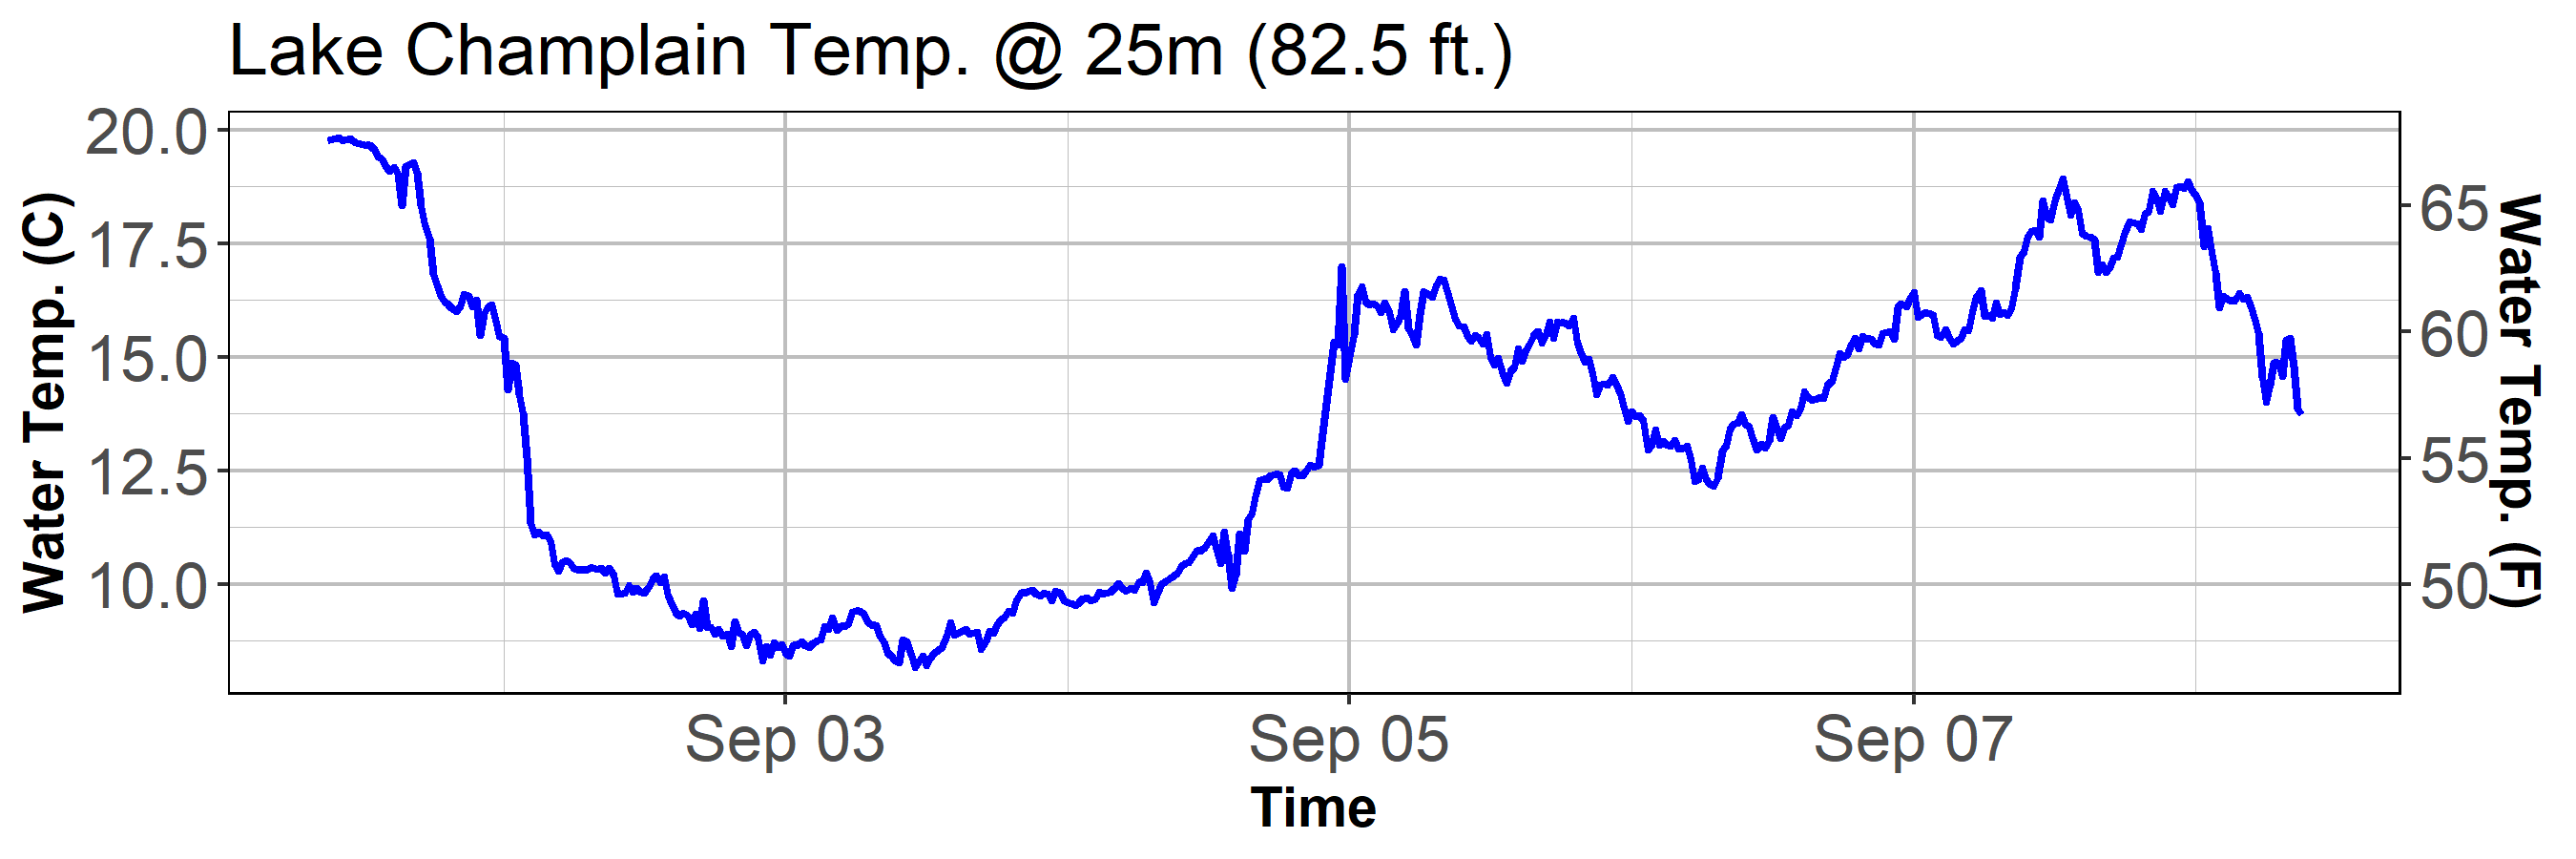 Lake Champlain Temp. @ 25m (82.5 ft.)
Water Temp. (C)
20.0
17.5
15.0
12.5
10.0
65
60
55
50
Water Temp. (F)
Sep 03 Sep 05 Sep 07
Time